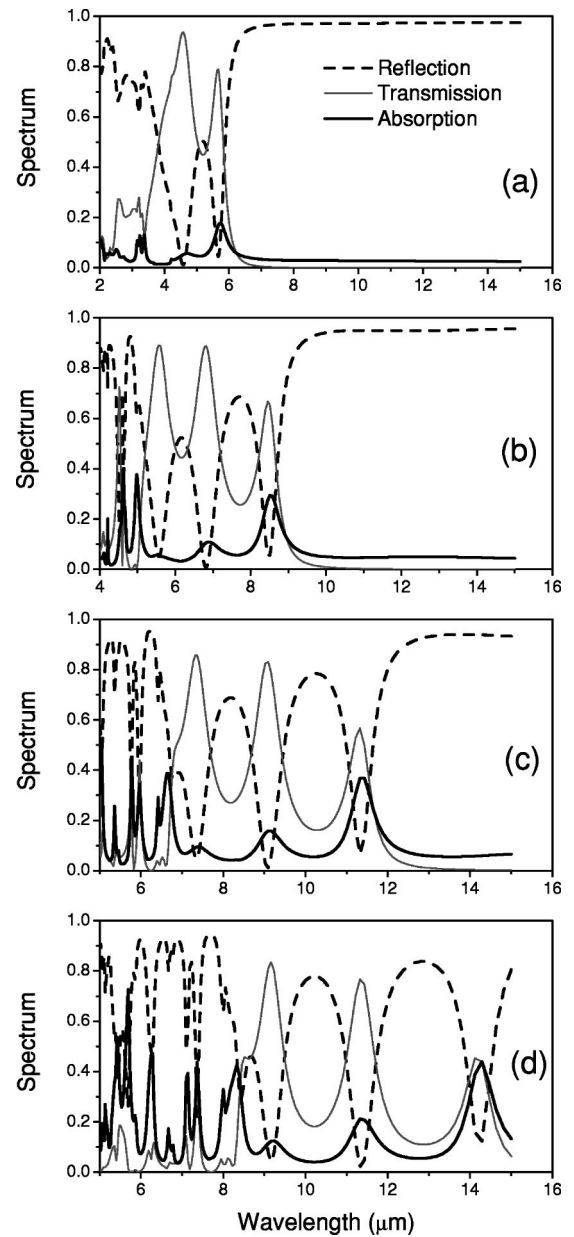 1.0
0.8
0.6
0.4
0.2
0.0
Spectrum
Reflection
Transmission
Absorption
(a)
2 4 6 8 10 12 14 16
1.0
0.8
0.6
0.4
0.2
0.0
Spectrum
(b)
4 6 8 10 12 14 16
1.0
0.8
0.6
0.4
0.2
0.0
Spectrum
(c)
6 8 10 12 14 16
1.0
0.8
0.6
0.4
0.2
0.0
Spectrum
(d)
6 8 10 12 14 16
Wavelength (μm)